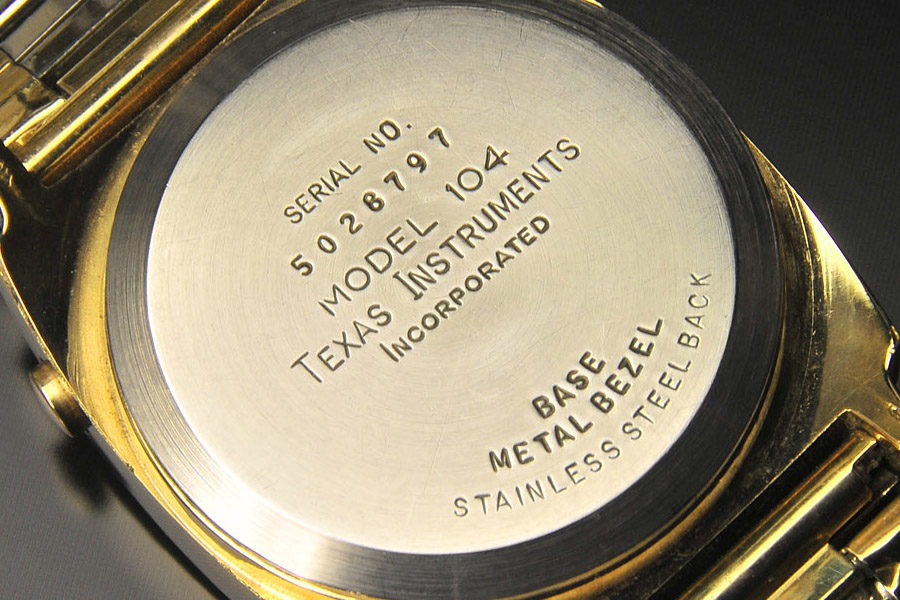 SERIAL NO.
5028797
MODEL 104
TEXAS INSTRUMENTS
INCORPORATED
BASE
METAL BEZEL
STAINLESS STEEL BACK